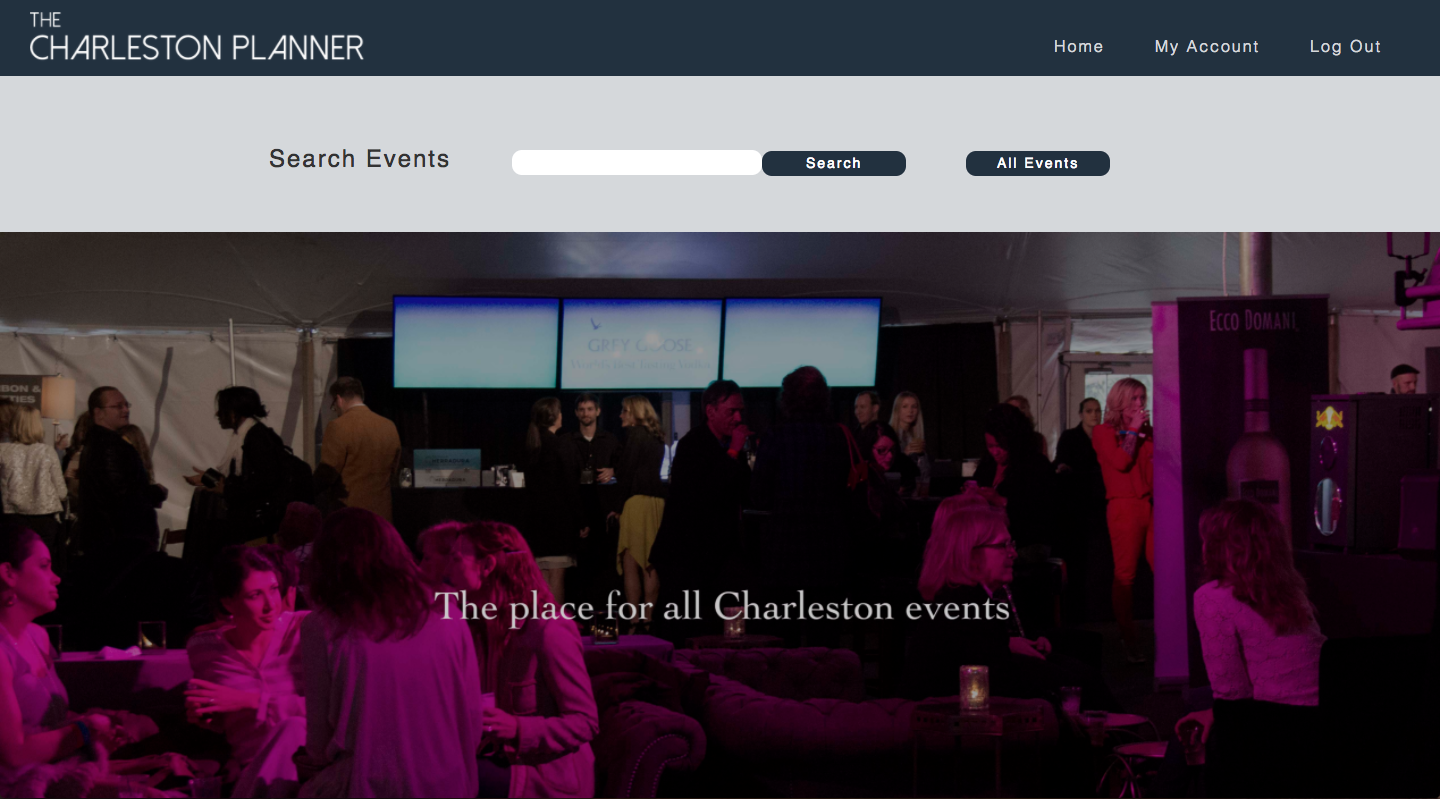 THE
CHARLESTON PLANNER
Home
My Account
Log Out
Search Events
Search
All Events
GREY GOOSE
ECCO DOMANI
The place for all Charleston events